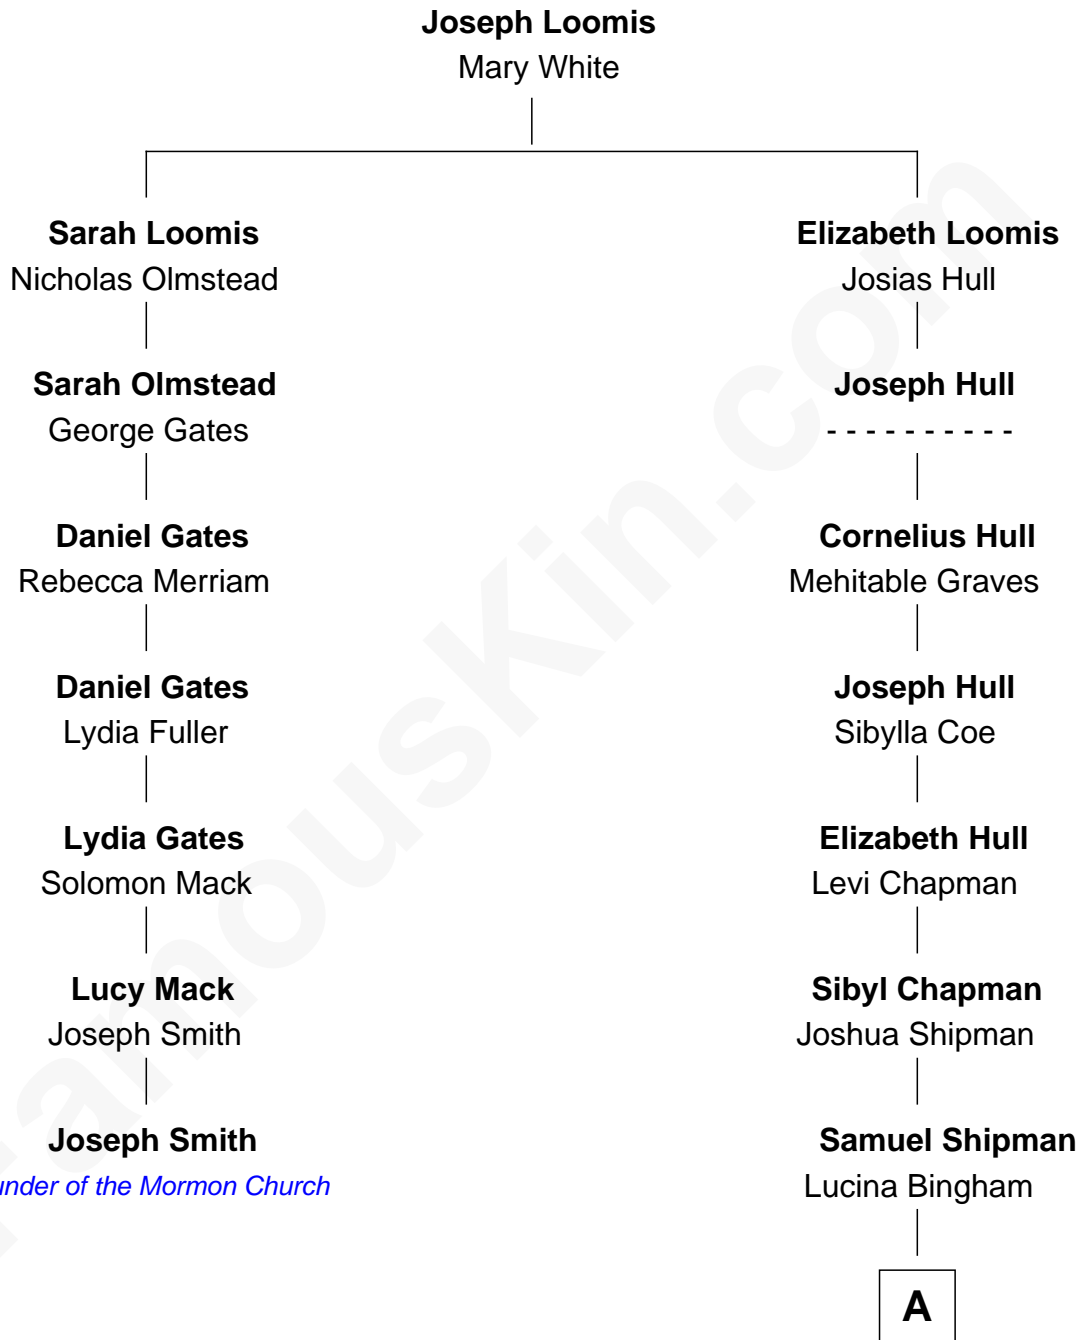 Joseph Loomis
Mary White
Sarah Loomis
Nicholas Olmstead
Sarah Olmstead
George Gates
Daniel Gates
Rebecca Merriam
Daniel Gates
Lydia Fuller
Lydia Gates
Solomon Mack
Lucy Mack
Joseph Smith
Joseph Smith
under of the Mormon Church
Elizabeth Loomis
Josias Hull
Joseph Hull
- - - - - - - - - -
Cornelius Hull
Mehitable Graves
Joseph Hull
Sibylla Coe
Elizabeth Hull
Levi Chapman
Sibyl Chapman
Joshua Shipman
Samuel Shipman
Lucina Bingham
A
FamousKin.com